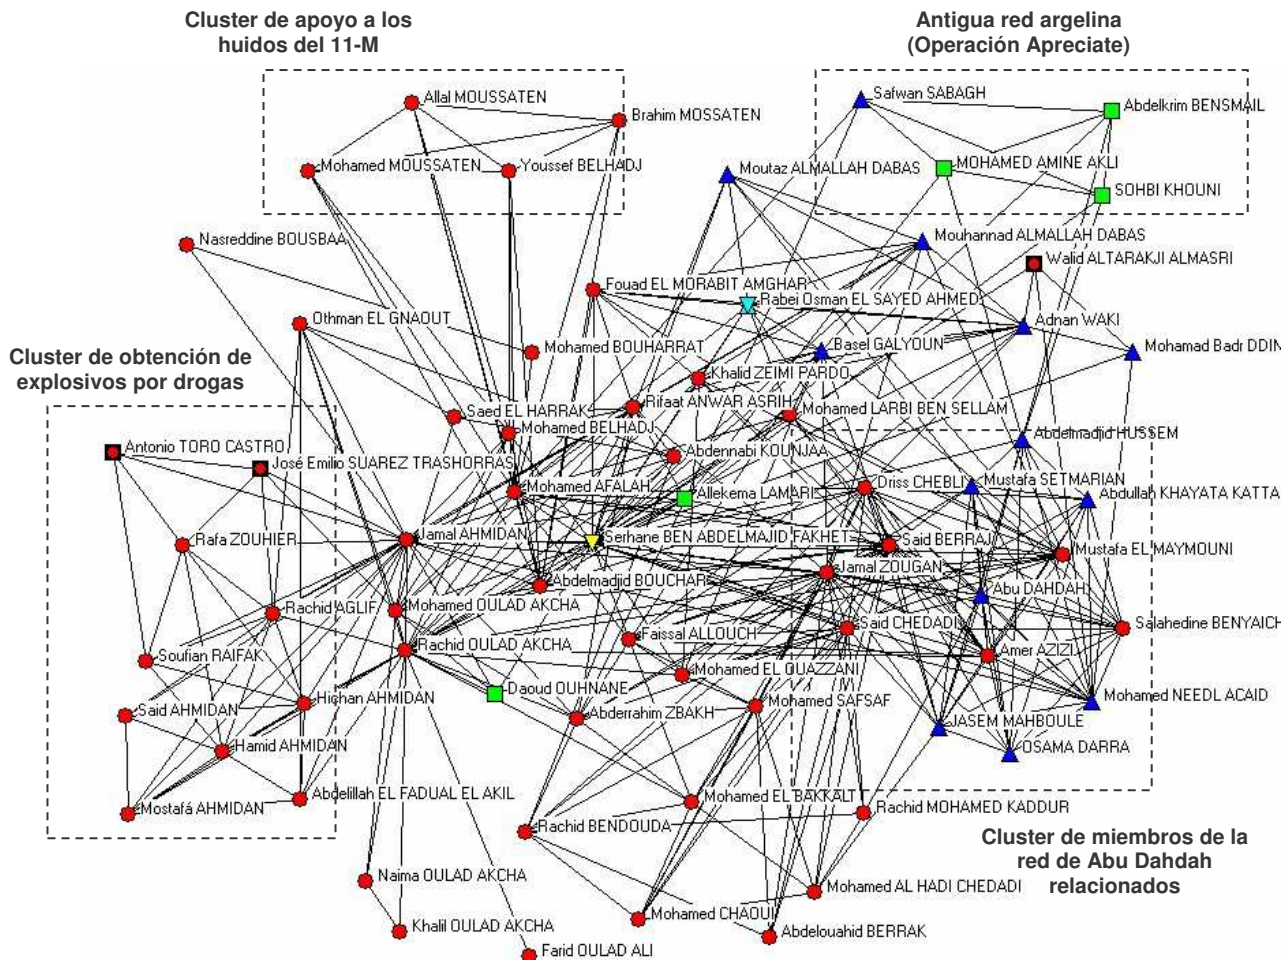 Cluster de apoyo a los
huidos del 11-M
Antigua red argelina
(Operación Apreciate)
Allal MOUSSATEN
Safwan SABAGH
Abdelkrim BENSMAIL
Brahim MOSSATEN
Mohamed MOUSSATEN
Youssef BELHADJ
Moutaz ALMALLAH DABAS
MOHAMED AMINE AKLI
SOHBI KHOUNI
Nasreddine BOUSBAA
Mouhannad ALMALLAH DABAS
Walid ALTARAKJI ALMASRI
Fouad EL MORABIT AMGHAR
Rabei Osman EL SAYED AHMED
Othman EL GNAOUT
Adnan WAKI
Mohamed BOUHARRAT
Basel GALYOUN
Mohamad Badr DDIN
Cluster de obtención de
explosivos por drogas
Khalid ZEIMI PARDO
Rifaat ANWAR ASRIH
Saed EL HARRAK
Mohamed LARBI BEN SELLAM
Mohamed BELHADJ
Abdelmadjid HUSSEM
Antonio TORO CASTRO
José Emilio SUAREZ TRASHORRAS
Abdennabi KOUNJAA
Mohamed AFALAH
Allekema LAMARI
Driss CHEBLI
Mustafa SETMARIAN
Abdullah KHAYATA KATTA
Rafa ZOUHIER
Jamal AHMIDAN
Serhane BEN ABDELMAJID FAKHET
Said BERRAJ
Mustafa EL MAYMOUNI
Jamal ZOUGAN
Abdelmadjid BOUCHAR
Abu DAHDAH
Rachid AGLIF
Mohamed OULAD AKCHA
Faissal ALLOUCH
Said CHEDADI
Salahedine BENYAICH
Rachid OULAD AKCHA
Amer AZIZI
Soufian RAIFAK
Mohamed EL OUAZZANI
Daoud OUHNANE
Mohamed NEEDL ACAID
Hichan AHMIDAN
Mohamed SAFSAF
Said AHMIDAN
Abderrahim ZBAKH
JASEM MAHBOULE
Hamid AHMIDAN
OSAMA DARRA
Abdelillah EL FADUAL EL AKIL
Mohamed EL BAKKALI
Mostafá AHMIDAN
Rachid MOHAMED KADDUR
Rachid BENDOUDA
Cluster de miembros de la
red de Abu Dahdah
relacionados
Naima OULAD AKCHA
Mohamed AL HADI CHEDADI
Mohamed CHAOUI
Khalil OULAD AKCHA
Abdelouahid BERRAK
Farid OULAD ALI